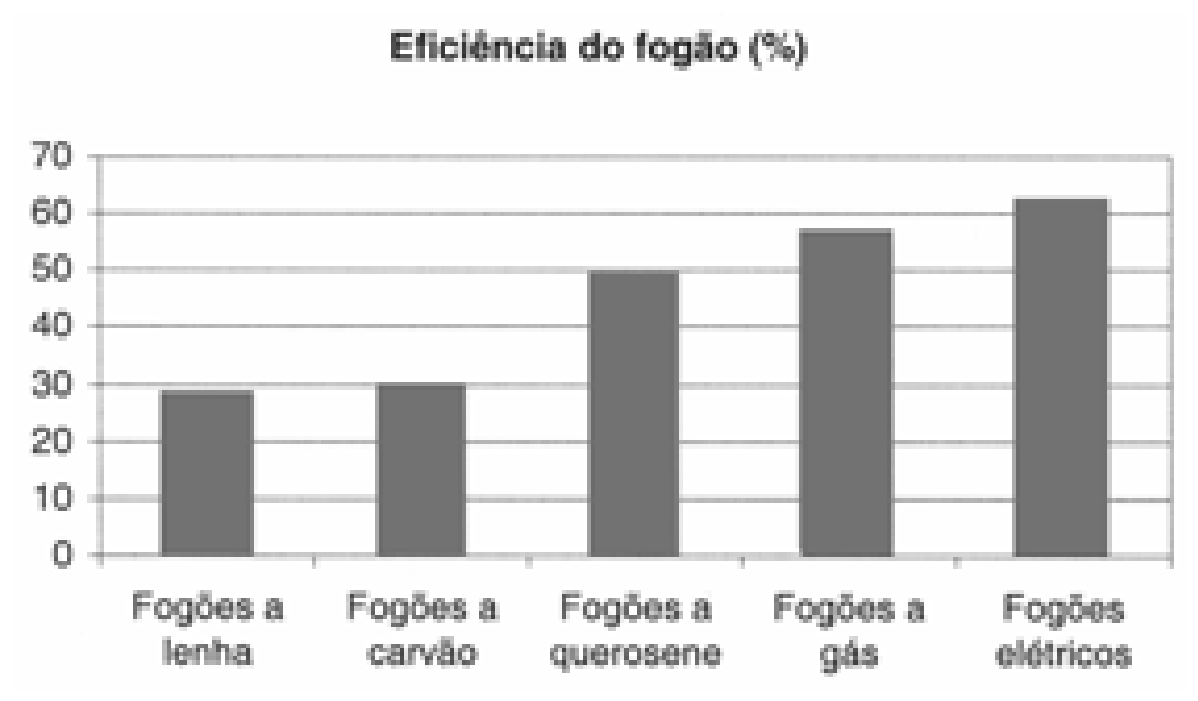 Eficiência do fogão (%)
70
60
50
40
30
20
10
0
Fogões a lenha
Fogões a carvão
Fogões a querosene
Fogões a gás
Fogões elétricos